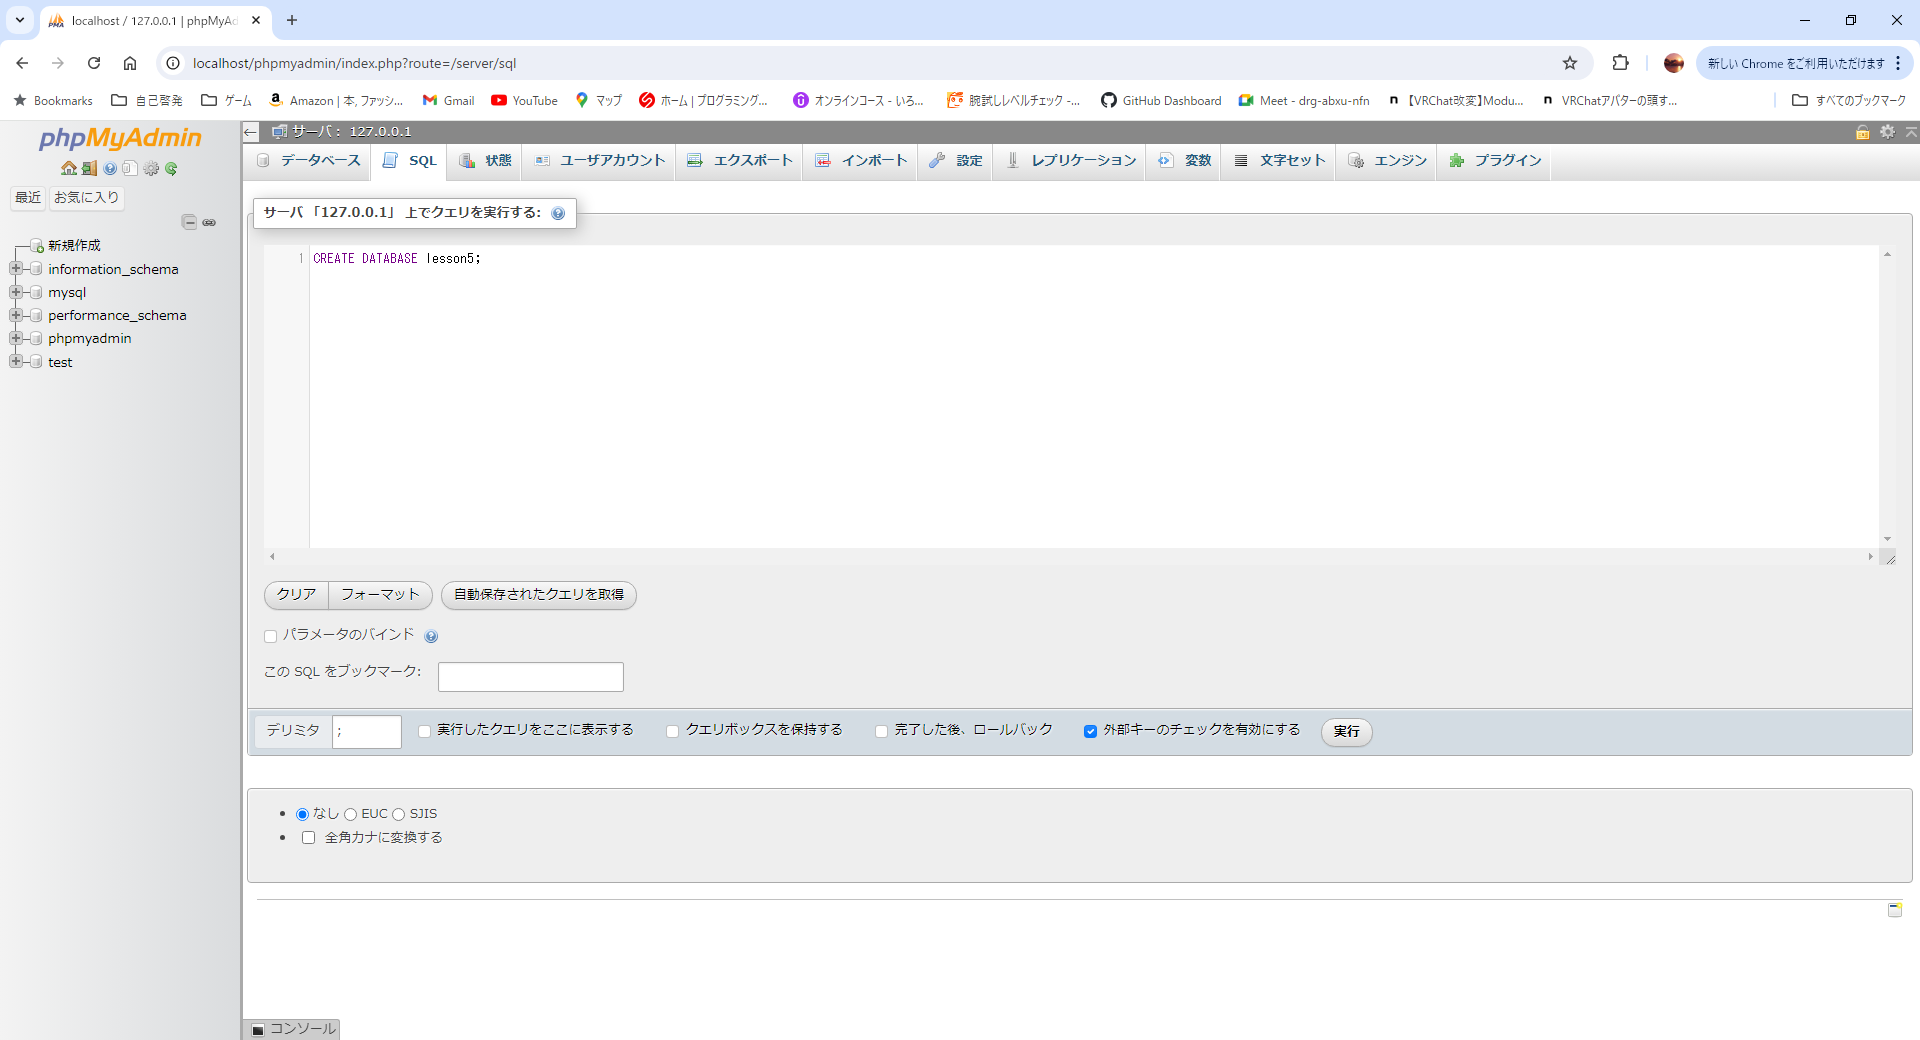 localhost / 127.0.0.1 | phpMyAd
localhost/phpmyadmin/index.php?route=/server/sql
新しい Chrome をご利用いただけます
Bookmarks 自己啓発 ゲーム Amazon | 本, ファッシ... Gmail YouTube マップ ホーム | プログラミング... オンラインコース - いろ... 腕試しレベルチェック -... GitHub Dashboard Meet - drg-abxu-nfn 【VRChat改変】Modu... VRChatアバターの頭す... すべてのブックマーク
phpMyAdmin
最近 お気に入り
新規作成
information_schema
mysql
performance_schema
phpmyadmin
test
サーバ： 127.0.0.1
データベース SQL 状態 ユーザアカウント エクスポート インポート 設定 レプリケーション 変数 文字セット エンジン プラグイン
サーバ 「127.0.0.1」 上でクエリを実行する:
1 CREATE DATABASE lesson5;
クリア フォーマット 自動保存されたクエリを取得
パラメータのバインド
この SQL をブックマーク:
デリミタ ; 実行したクエリをここに表示する クエリボックスを保持する 完了した後、ロールバック 外部キーのチェックを有効にする 実行
なし EUC SJIS
全角カナに変換する
コンソール